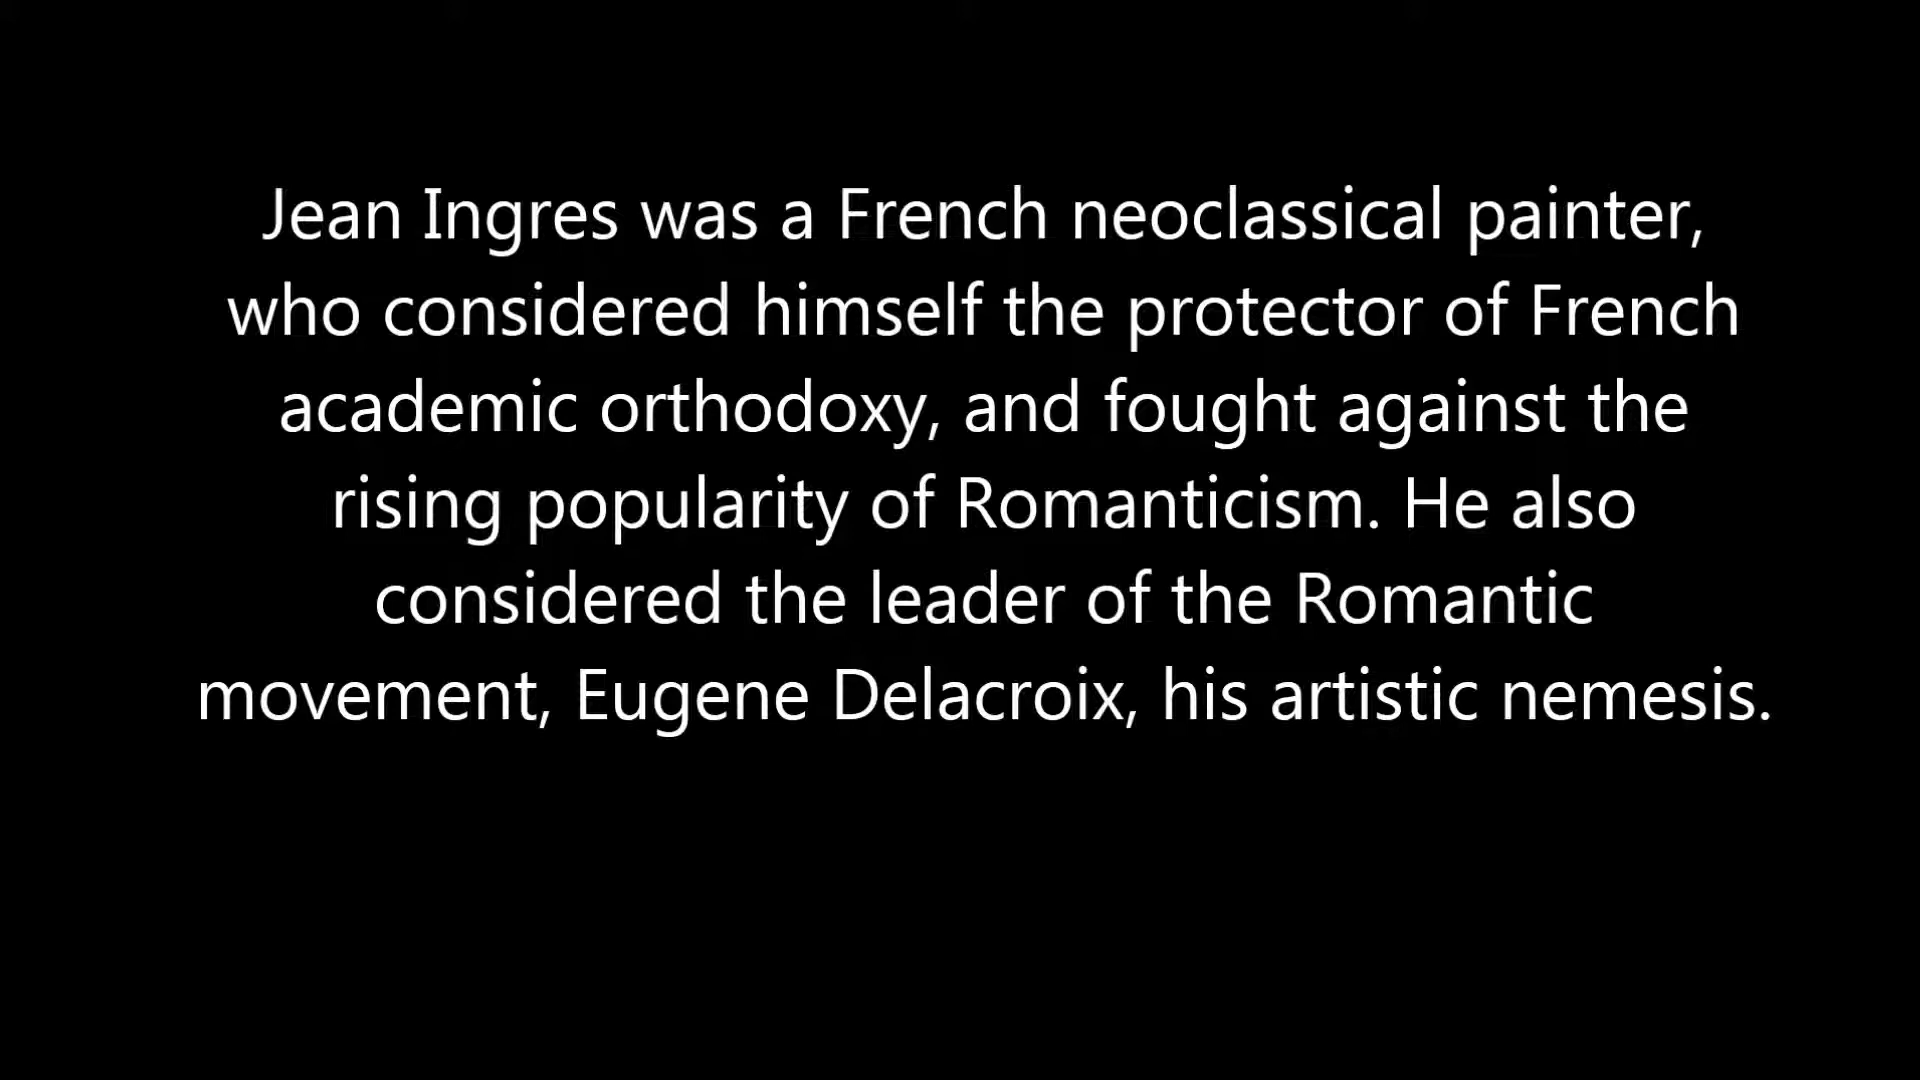 Jean Ingres was a French neoclassical painter,
who considered himself the protector of French
academic orthodoxy, and fought against the
rising popularity of Romanticism. He also
considered the leader of the Romantic
movement, Eugene Delacroix, his artistic nemesis.